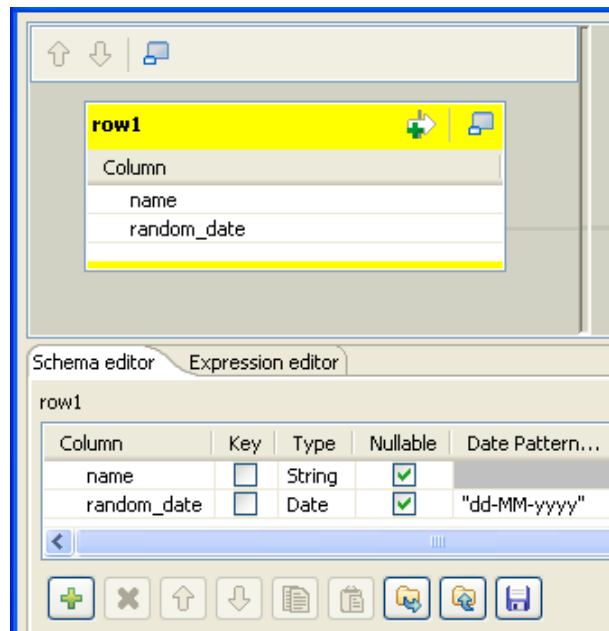 row1
Column
name
random_date
Schema editor Expression editor
row1
Column Key Type Nullable Date Pattern...
name String
random_date Date "dd-MM-yyyy"